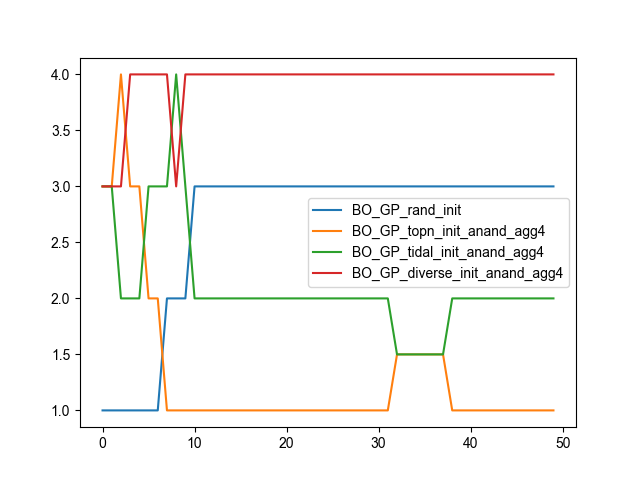 4.0
3.5
3.0
2.5
2.0
1.5
1.0
BO_GP_rand_init
BO_GP_topn_init_anand_agg4
BO_GP_tidal_init_anand_agg4
BO_GP_diverse_init_anand_agg4
0 10 20 30 40 50